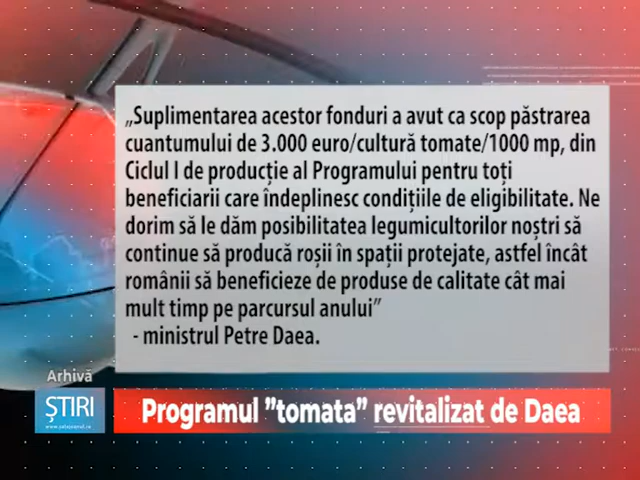 „Suplimentarea acestor fonduri a avut ca scop păstrarea
cuantumului de 3.000 euro/cultură tomate/1000 mp, din
Ciclul I de producție al Programului pentru toți
beneficiarii care îndeplinesc condițiile de eligibilitate. Ne
dorim să le dăm posibilitatea legumicultorilor noștri să
continue să producă roșii în spații protejate, astfel încât
românii să beneficieze de produse de calitate cât mai
mult timp pe parcursul anului”
- ministrul Petre Daea.
Arhivă
ȘTIRI
Programul ”tomata” revitalizat de Daea